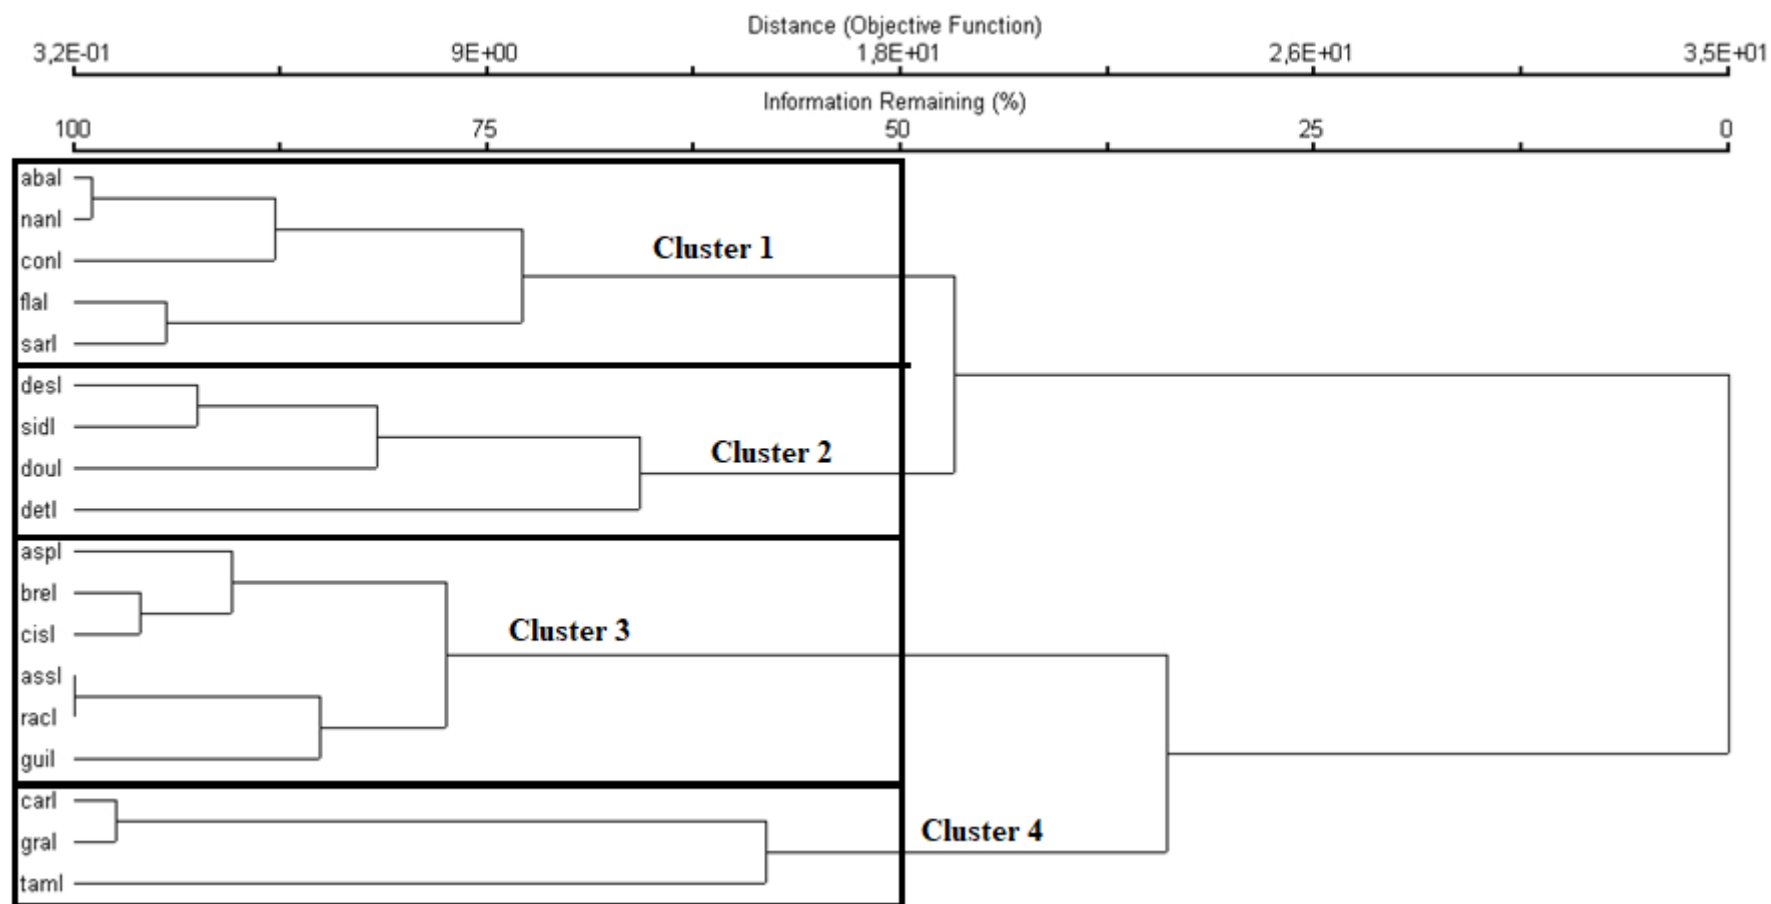 Distance (Objective Function)
3,2E-01 9E+00 1,8E+01 2,6E+01 3,5E+01
Information Remaining (%)
100 75 50 25 0
abal
nanl
conl
Cluster 1
flal
sarl
desl
sidl
doul
Cluster 2
detl
aspl
brel
cisl
Cluster 3
assl
racl
guil
carl
gral
Cluster 4
taml